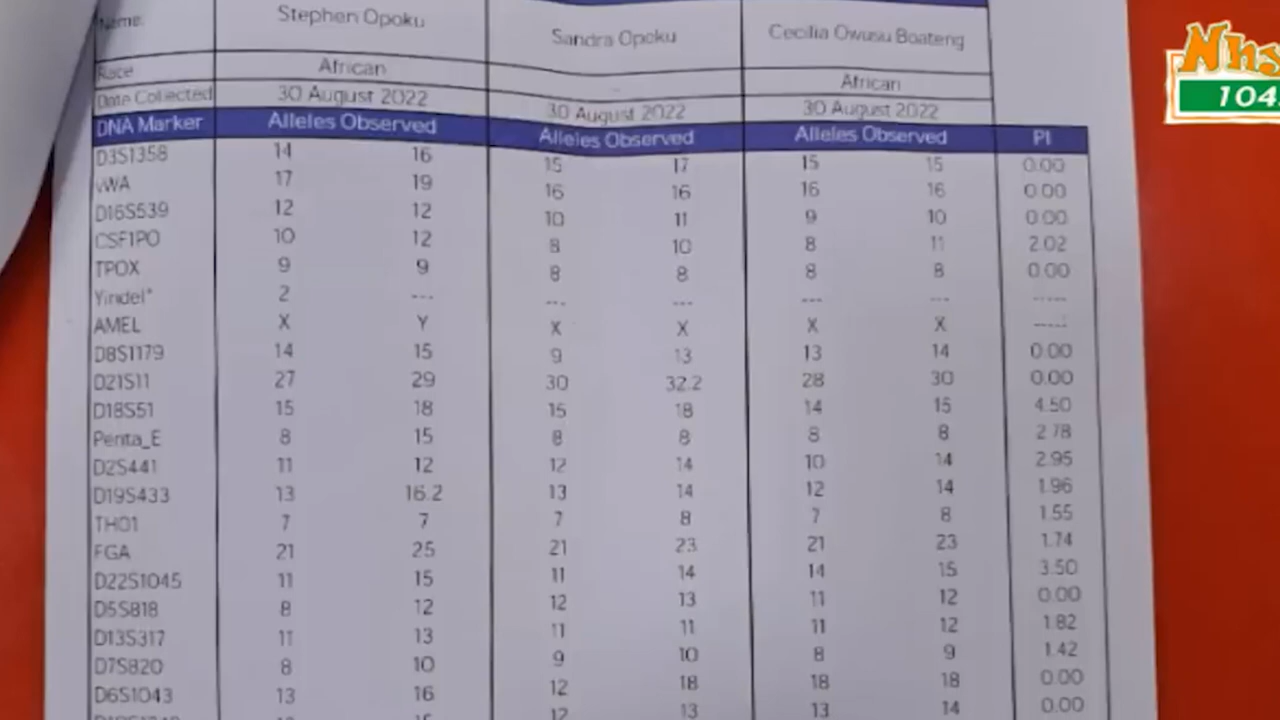 Name: Stephen Opoku Sandra Opoku Cecilia Owusu Boateng
Race African African
Date Collected 30 August 2022 30 August 2022 30 August 2022
DNA Marker Alleles Observed Alleles Observed Alleles Observed PI
D3S1358 14 16 15 17 15 15 0.00
vWA 17 19 16 16 16 16 0.00
D16S539 12 12 10 11 9 10 0.00
CSF1PO 10 12 8 10 8 11 2.02
TPOX 9 9 8 8 8 8 0.00
Yindel* 2 --- --- --- --- --- -----
AMEL X Y X X X X -----
D8S1179 14 15 9 13 13 14 0.00
D21S11 27 29 30 32.2 28 30 0.00
D18S51 15 18 15 18 14 15 4.50
Penta_E 8 15 8 8 8 8 2.78
D2S441 11 12 12 14 10 14 2.95
D19S433 13 16.2 13 14 12 14 1.96
TH01 7 7 7 8 7 8 1.55
FGA 21 25 21 23 21 23 1.74
D22S1045 11 15 11 14 14 15 3.50
D5S818 8 12 12 13 11 12 0.00
D13S317 11 13 11 11 11 12 1.82
D7S820 8 10 9 10 8 9 1.42
D6S1043 13 16 12 18 18 18 0.00
12 13 13 14 0.00
104.